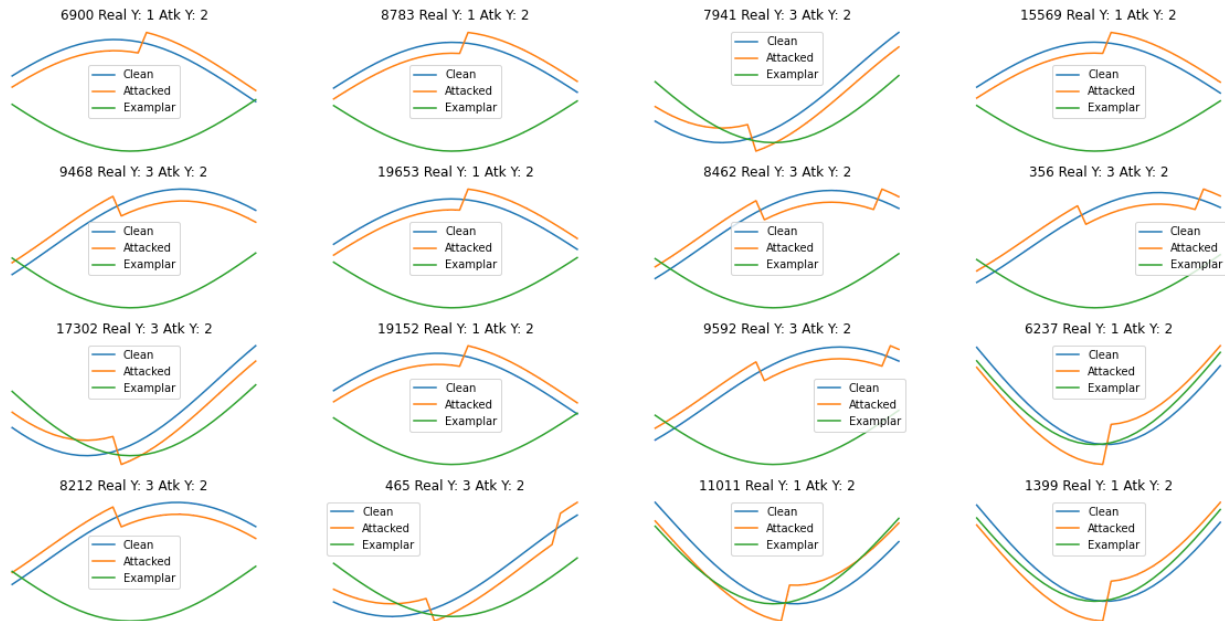 6900 Real Y: 1 Atk Y: 2
Clean
Attacked
Examplar
8783 Real Y: 1 Atk Y: 2
Clean
Attacked
Examplar
7941 Real Y: 3 Atk Y: 2
Clean
Attacked
Examplar
15569 Real Y: 1 Atk Y: 2
Clean
Attacked
Examplar
9468 Real Y: 3 Atk Y: 2
Clean
Attacked
Examplar
19653 Real Y: 1 Atk Y: 2
Clean
Attacked
Examplar
8462 Real Y: 3 Atk Y: 2
Clean
Attacked
Examplar
356 Real Y: 3 Atk Y: 2
Clean
Attacked
Examplar
17302 Real Y: 3 Atk Y: 2
Clean
Attacked
Examplar
19152 Real Y: 1 Atk Y: 2
Clean
Attacked
Examplar
9592 Real Y: 3 Atk Y: 2
Clean
Attacked
Examplar
6237 Real Y: 1 Atk Y: 2
Clean
Attacked
Examplar
8212 Real Y: 3 Atk Y: 2
Clean
Attacked
Examplar
465 Real Y: 3 Atk Y: 2
Clean
Attacked
Examplar
11011 Real Y: 1 Atk Y: 2
Clean
Attacked
Examplar
1399 Real Y: 1 Atk Y: 2
Clean
Attacked
Examplar